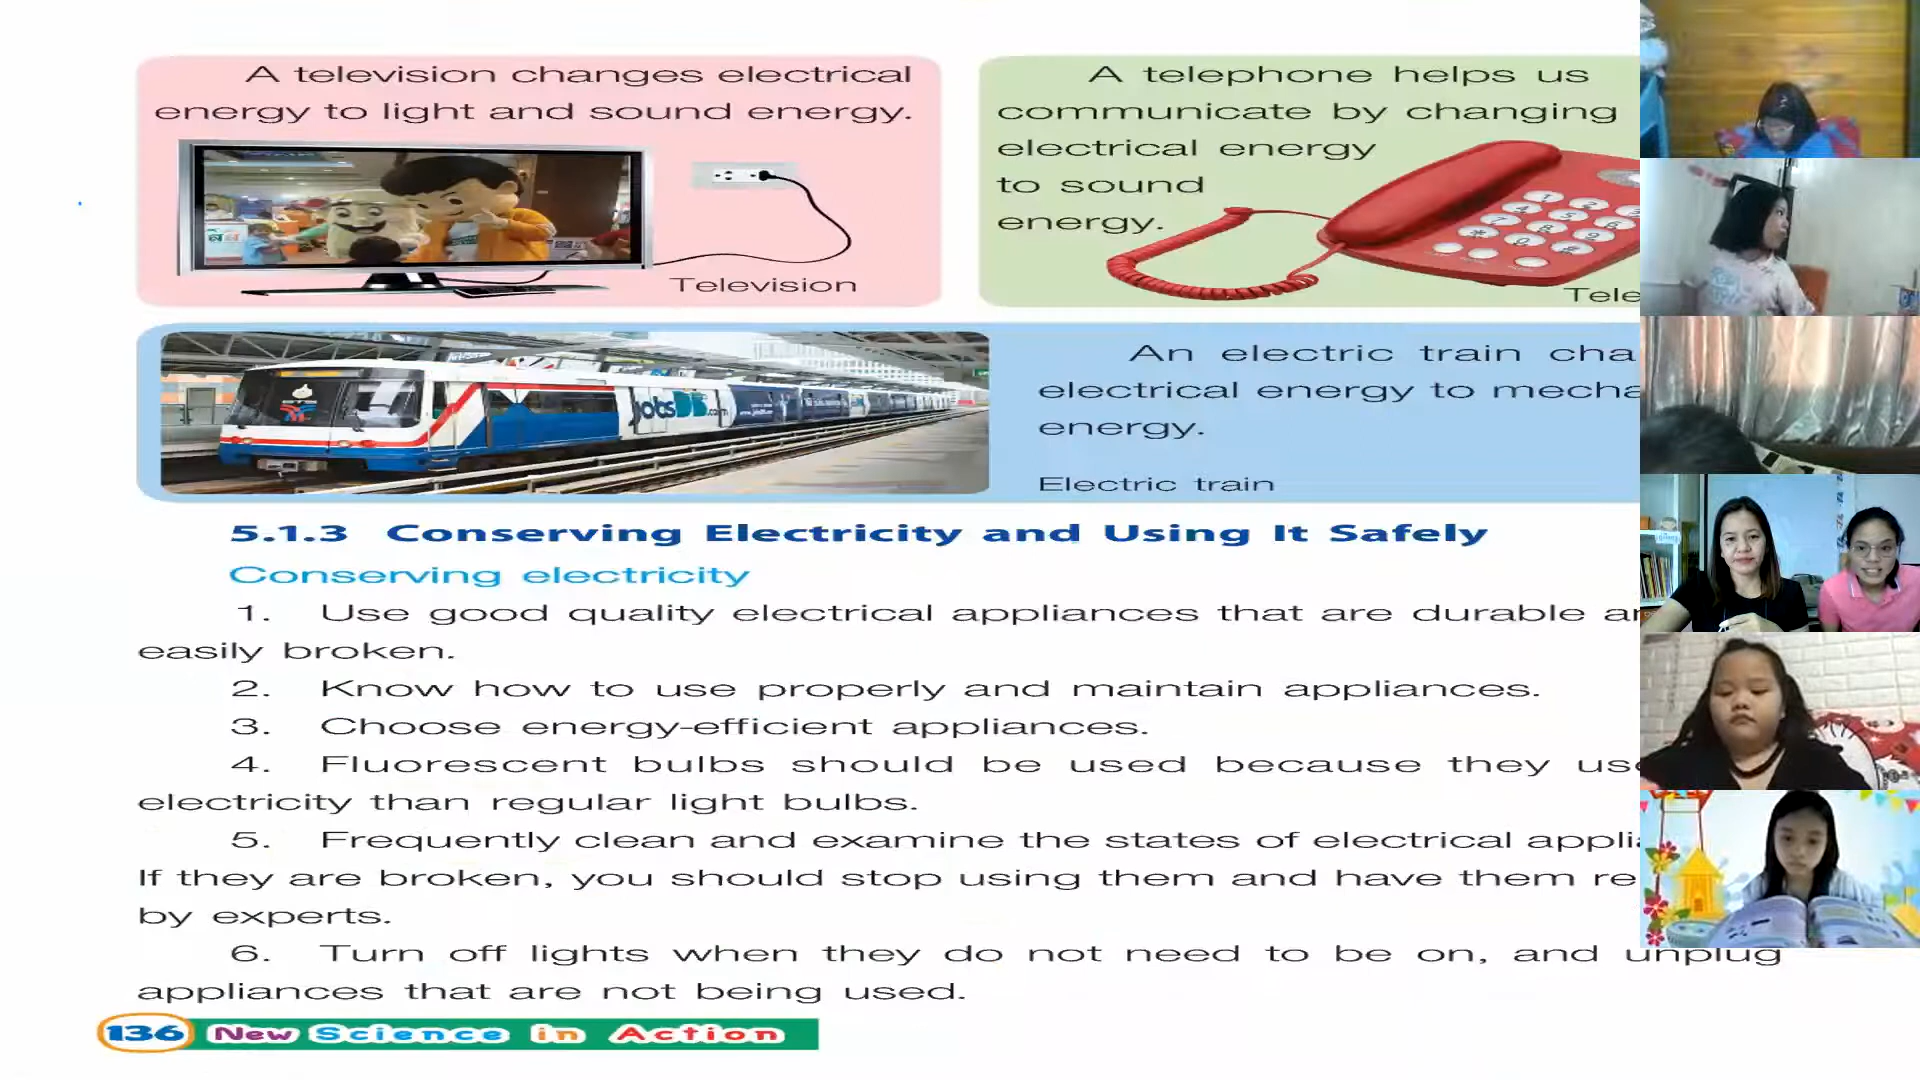 A television changes electrical
energy to light and sound energy.
Television
A telephone helps us
communicate by changing
electrical energy
to sound
energy.
Tele
jobsDB.com
An electric train cha
electrical energy to mecha
energy.
Electric train
5.1.3 Conserving Electricity and Using It Safely
Conserving electricity
1. Use good quality electrical appliances that are durable an
easily broken.
2. Know how to use properly and maintain appliances.
3. Choose energy-efficient appliances.
4. Fluorescent bulbs should be used because they use
electricity than regular light bulbs.
5. Frequently clean and examine the states of electrical applia
If they are broken, you should stop using them and have them re
by experts.
6. Turn off lights when they do not need to be on, and unplug
appliances that are not being used.
136 New Science in Action